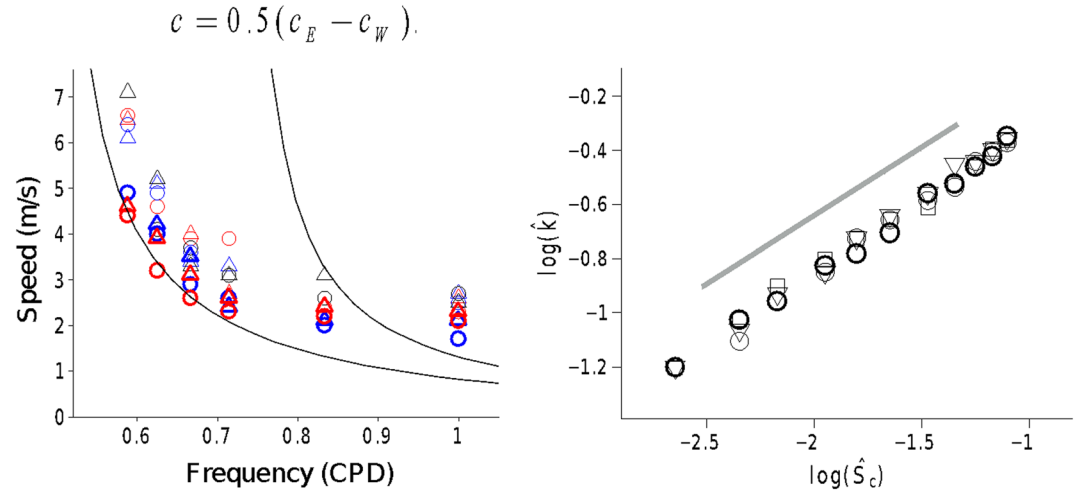 c = 0.5(c_E − c_W).
7
6
5
4
3
2
1
0
Speed (m/s)
0.6 0.7 0.8 0.9 1
Frequency (CPD)
−0.2
−0.4
−0.6
−0.8
−1
−1.2
log(k̂)
−2.5 −2 −1.5 −1
log(Ŝ_c)